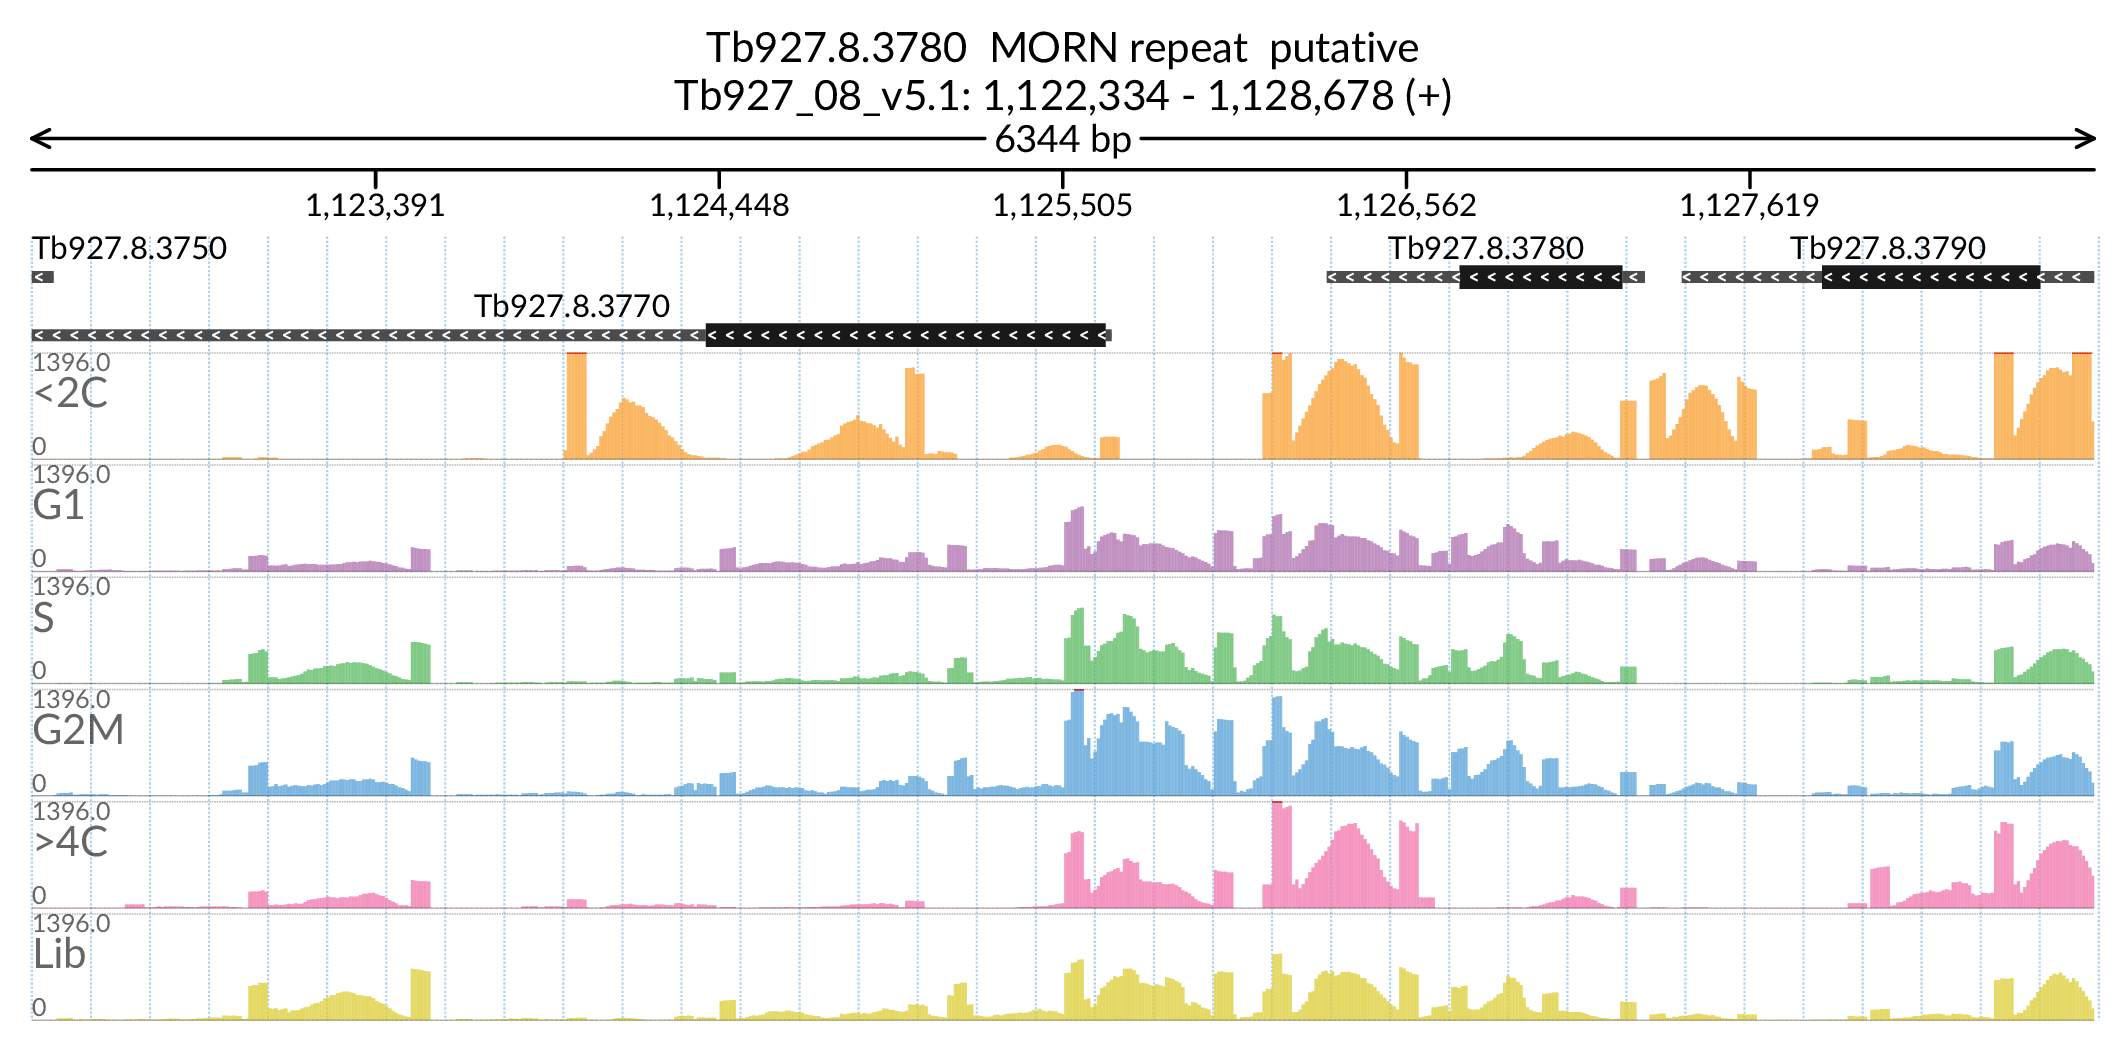 Tb927.8.3780  MORN repeat  putative
Tb927_08_v5.1: 1,122,334 - 1,128,678 (+)
6344 bp
1,123,391 1,124,448 1,125,505 1,126,562 1,127,619
Tb927.8.3750 Tb927.8.3780 Tb927.8.3790
Tb927.8.3770
1396.0
<2C
0
1396.0
G1
0
1396.0
S
0
1396.0
G2M
0
1396.0
>4C
0
1396.0
Lib
0